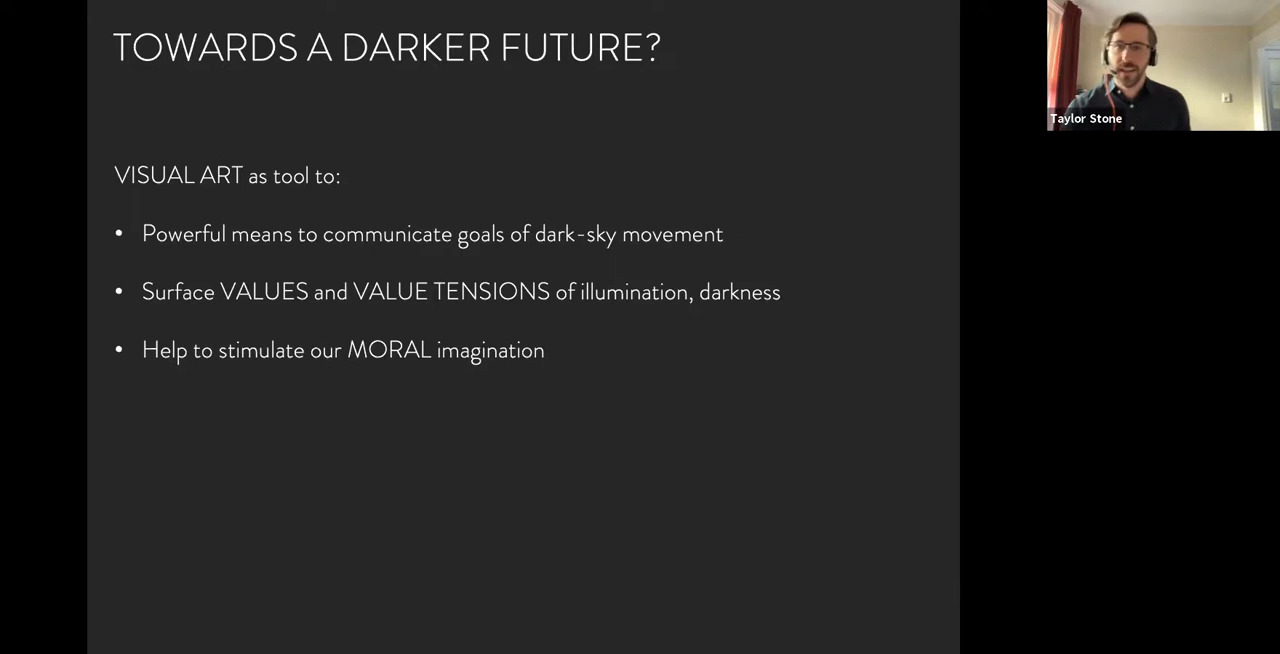 TOWARDS A DARKER FUTURE?
Taylor Stone
VISUAL ART as tool to:
• Powerful means to communicate goals of dark-sky movement
• Surface VALUES and VALUE TENSIONS of illumination, darkness
• Help to stimulate our MORAL imagination